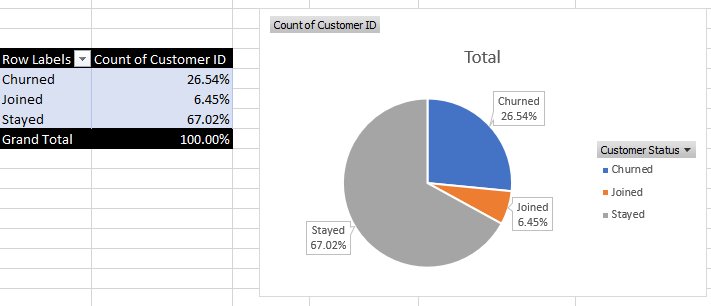 Row Labels Count of Customer ID
Churned 26.54%
Joined 6.45%
Stayed 67.02%
Grand Total 100.00%
Count of Customer ID
Total
Churned
26.54%
Joined
6.45%
Stayed
67.02%
Customer Status
Churned
Joined
Stayed